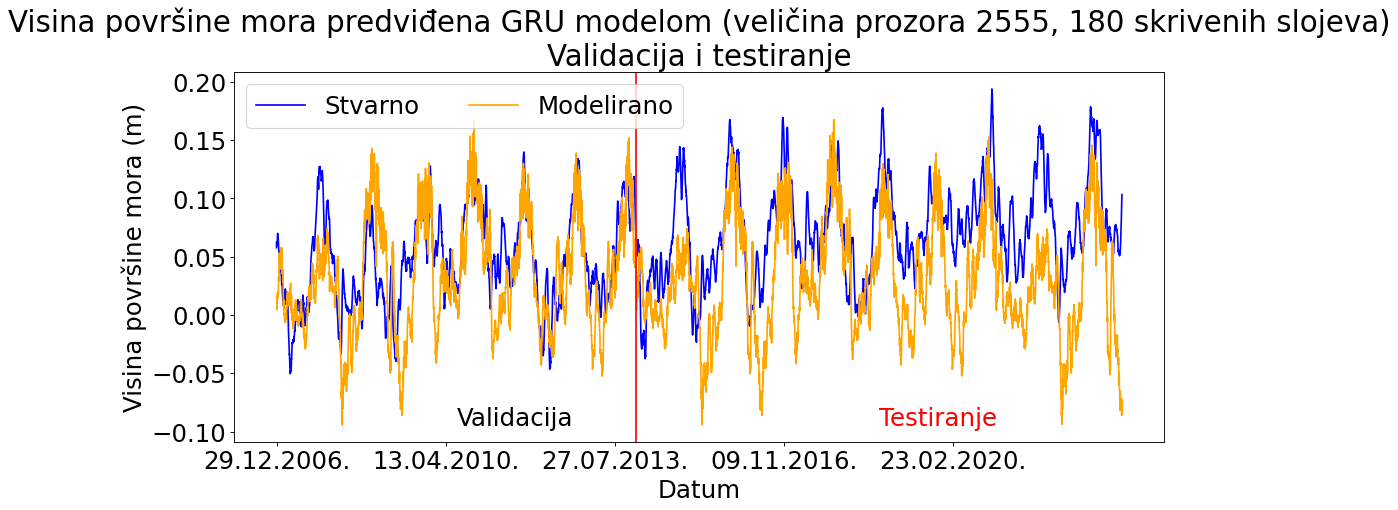 Visina površine mora predviđena GRU modelom (veličina prozora 2555, 180 skrivenih slojeva)
Validacija i testiranje
Stvarno Modelirano
Visina površine mora (m)
0.20
0.15
0.10
0.05
0.00
−0.05
−0.10
Validacija Testiranje
29.12.2006. 13.04.2010. 27.07.2013. 09.11.2016. 23.02.2020.
Datum